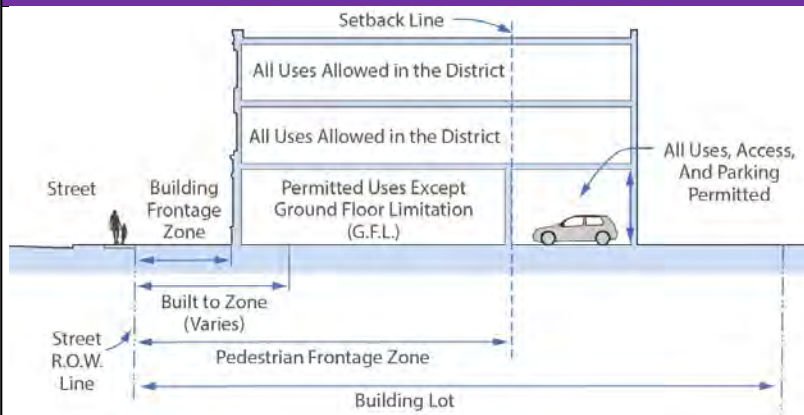 Setback Line
All Uses Allowed in the District
All Uses Allowed in the District
Street
Building
Frontage
Zone
Permitted Uses Except
Ground Floor Limitation
(G.F.L.)
All Uses, Access,
And Parking
Permitted
Built to Zone
(Varies)
Street
R.O.W.
Line
Pedestrian Frontage Zone
Building Lot